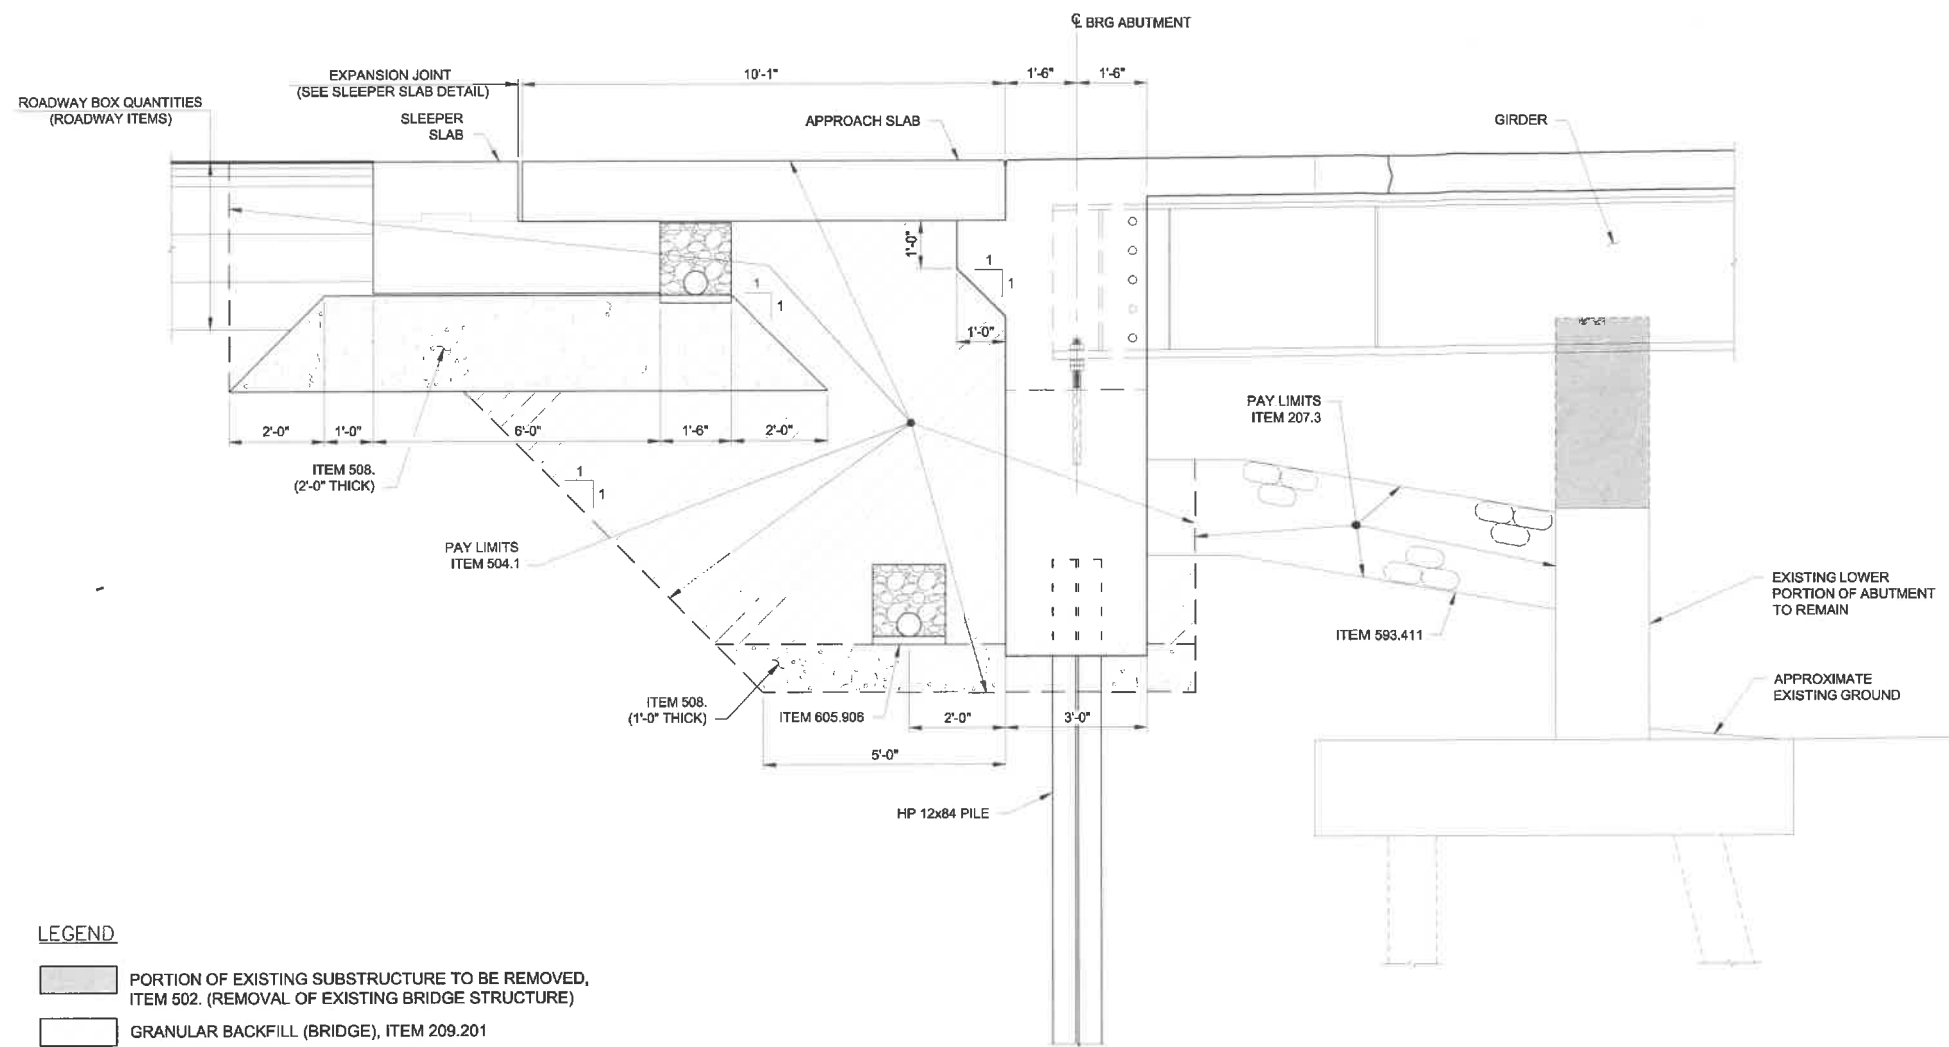 ℄ BRG ABUTMENT
EXPANSION JOINT
(SEE SLEEPER SLAB DETAIL)
10'-1"
1'-6"
1'-6"
ROADWAY BOX QUANTITIES
(ROADWAY ITEMS)
SLEEPER
SLAB
APPROACH SLAB
GIRDER
1'-0"
1
1
1
1
1'-0"
2'-0"
1'-0"
6'-0"
1'-6"
2'-0"
PAY LIMITS
ITEM 207.3
ITEM 508.
(2'-0" THICK)
1
1
PAY LIMITS
ITEM 504.1
EXISTING LOWER
PORTION OF ABUTMENT
TO REMAIN
ITEM 593.411
APPROXIMATE
EXISTING GROUND
ITEM 508.
(1'-0" THICK)
ITEM 605.906
2'-0"
3'-0"
5'-0"
HP 12x84 PILE
LEGEND
PORTION OF EXISTING SUBSTRUCTURE TO BE REMOVED,
ITEM 502. (REMOVAL OF EXISTING BRIDGE STRUCTURE)
GRANULAR BACKFILL (BRIDGE), ITEM 209.201